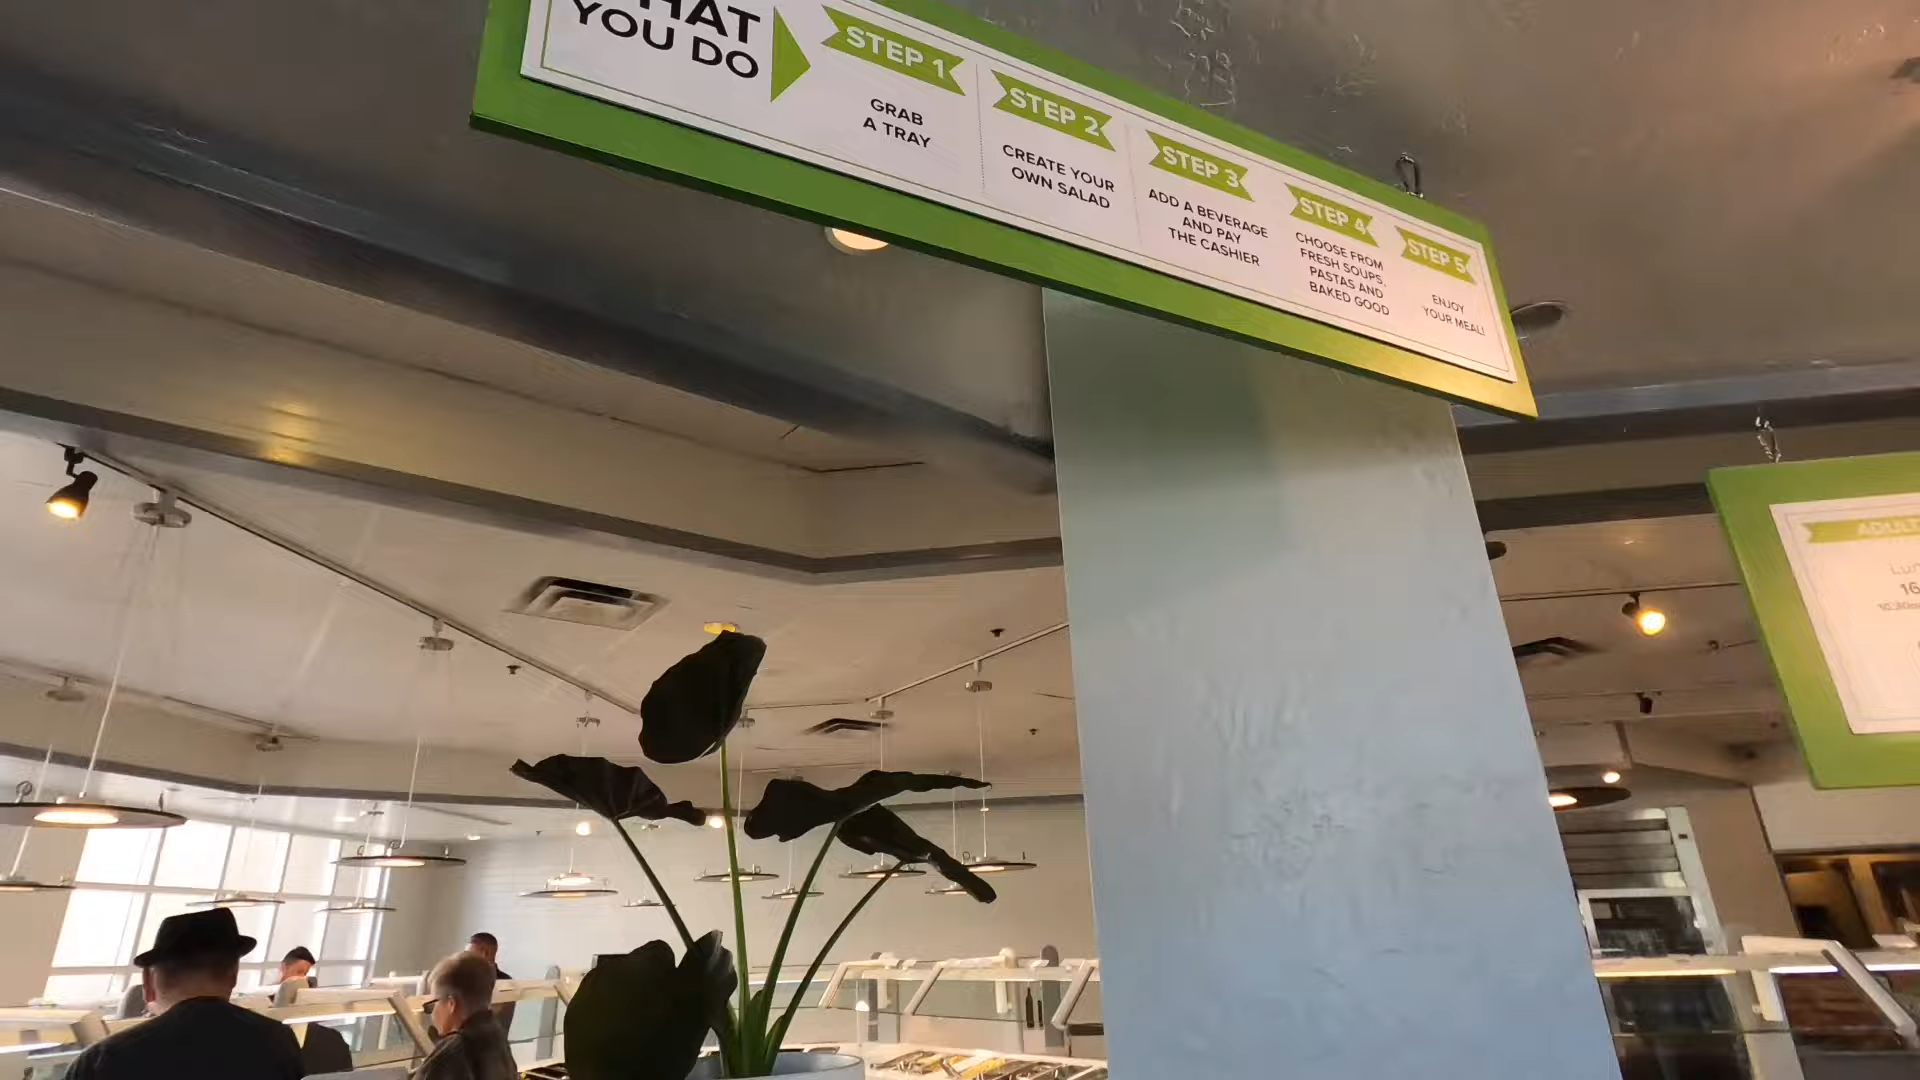 YOU DO
STEP 1
GRAB
A TRAY
STEP 2
CREATE YOUR
OWN SALAD
STEP 3
ADD A BEVERAGE
AND PAY
THE CASHIER
STEP 4
CHOOSE FROM
FRESH SOUPS,
PASTAS AND
BAKED GOOD
STEP 5
ENJOY
YOUR MEAL!